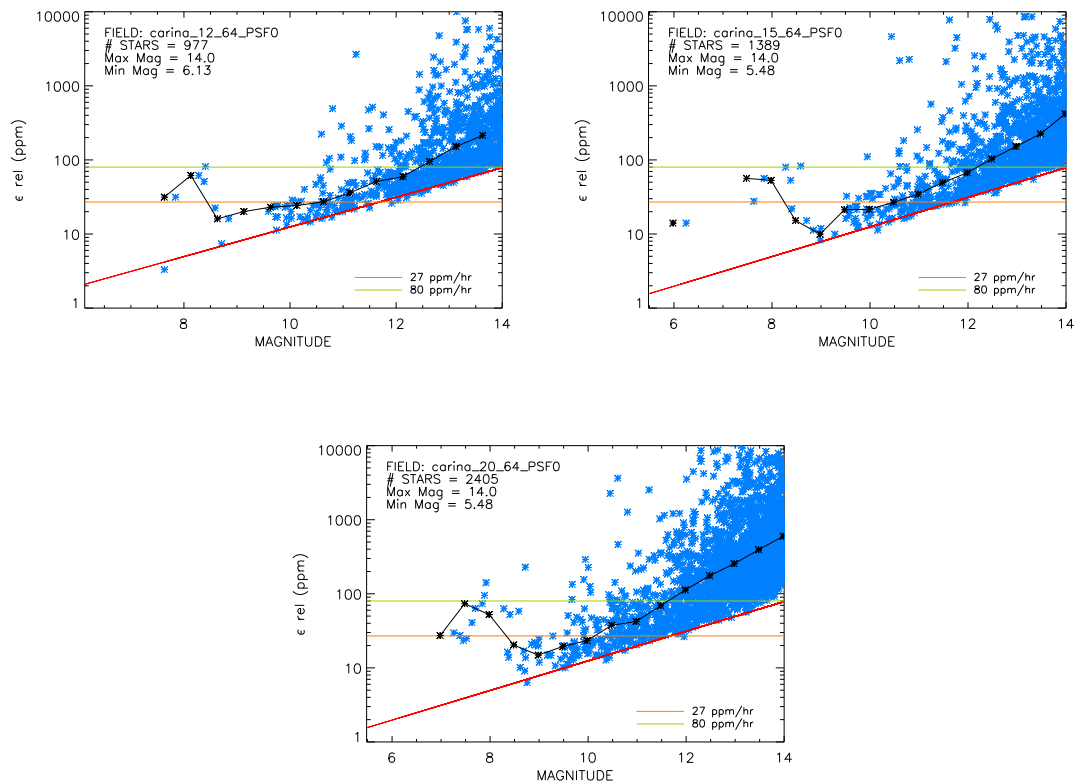 FIELD: carina_12_64_PSF0
# STARS = 977
Max Mag = 14.0
Min Mag = 6.13
10000
1000
100
10
1
ϵ rel (ppm)
27 ppm/hr
80 ppm/hr
8 10 12 14
MAGNITUDE
FIELD: carina_15_64_PSF0
# STARS = 1389
Max Mag = 14.0
Min Mag = 5.48
10000
1000
100
10
1
ϵ rel (ppm)
27 ppm/hr
80 ppm/hr
6 8 10 12 14
MAGNITUDE
FIELD: carina_20_64_PSF0
# STARS = 2405
Max Mag = 14.0
Min Mag = 5.48
10000
1000
100
10
1
ϵ rel (ppm)
27 ppm/hr
80 ppm/hr
6 8 10 12 14
MAGNITUDE